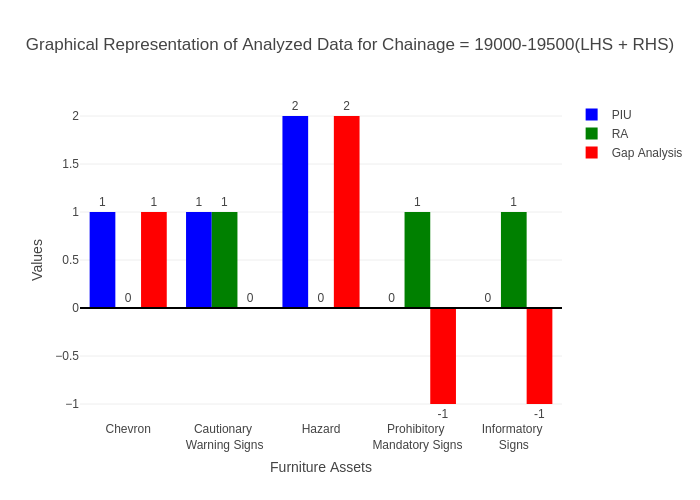 Graphical Representation of Analyzed Data for Chainage = 19000-19500(LHS + RHS)
PIU
RA
Gap Analysis
Values
2
1.5
1
0.5
0
−0.5
−1
1
0
1
1
1
0
2
0
2
0
1
-1
0
1
-1
Chevron
Cautionary
Warning Signs
Hazard
Prohibitory
Mandatory Signs
Informatory
Signs
Furniture Assets